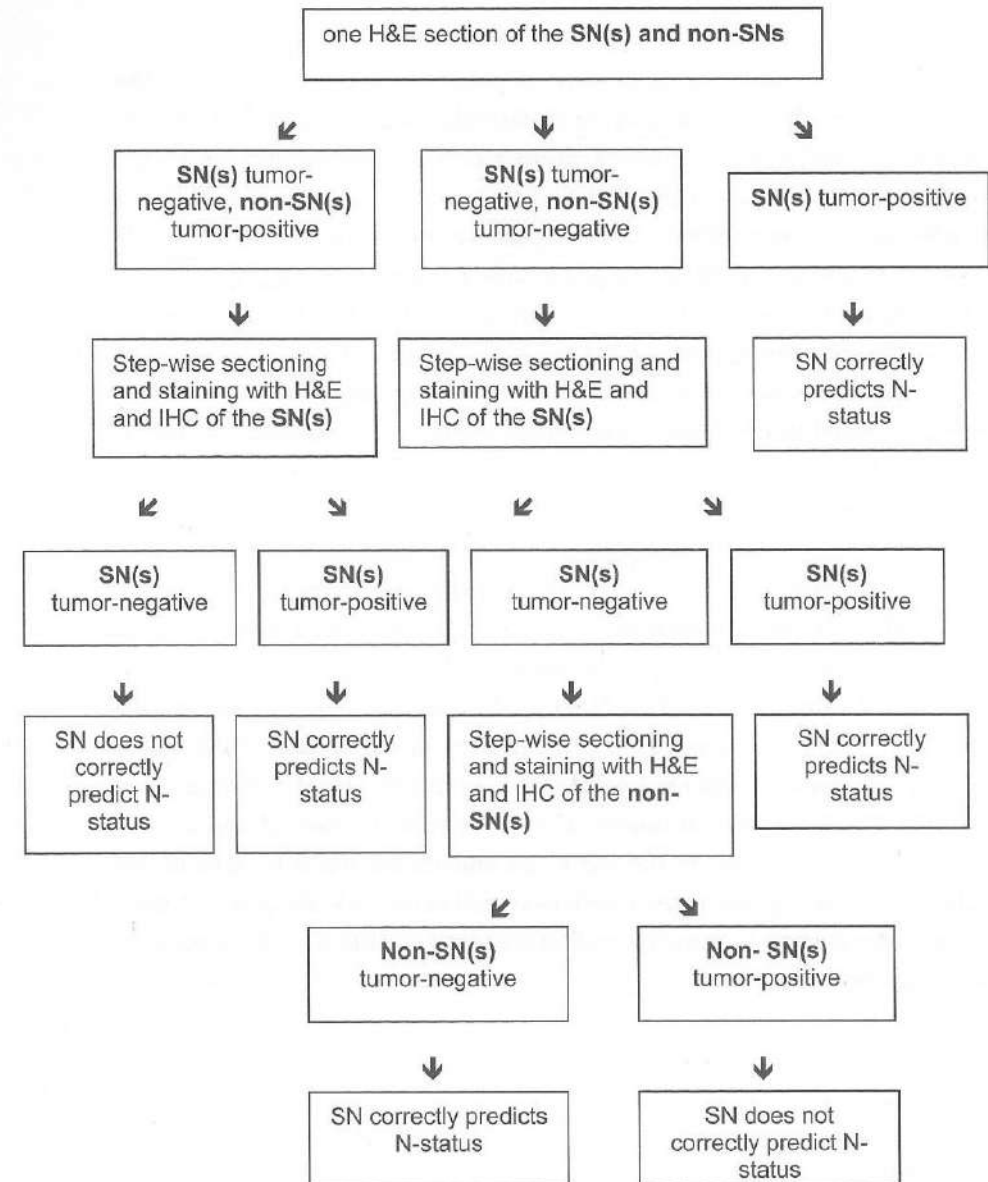 one H&E section of the SN(s) and non-SNs
SN(s) tumor-
negative, non-SN(s)
tumor-positive
SN(s) tumor-
negative, non-SN(s)
tumor-negative
SN(s) tumor-positive
Step-wise sectioning
and staining with H&E
and IHC of the SN(s)
Step-wise sectioning and
staining with H&E and
IHC of the SN(s)
SN correctly
predicts N-
status
SN(s)
tumor-negative
SN(s)
tumor-positive
SN(s)
tumor-negative
SN(s)
tumor-positive
SN does not
correctly
predict N-
status
SN correctly
predicts N-
status
Step-wise sectioning
and staining with H&E
and IHC of the non-
SN(s)
SN correctly
predicts N-
status
Non-SN(s)
tumor-negative
Non- SN(s)
tumor-positive
SN correctly predicts
N-status
SN does not
correctly predict N-
status